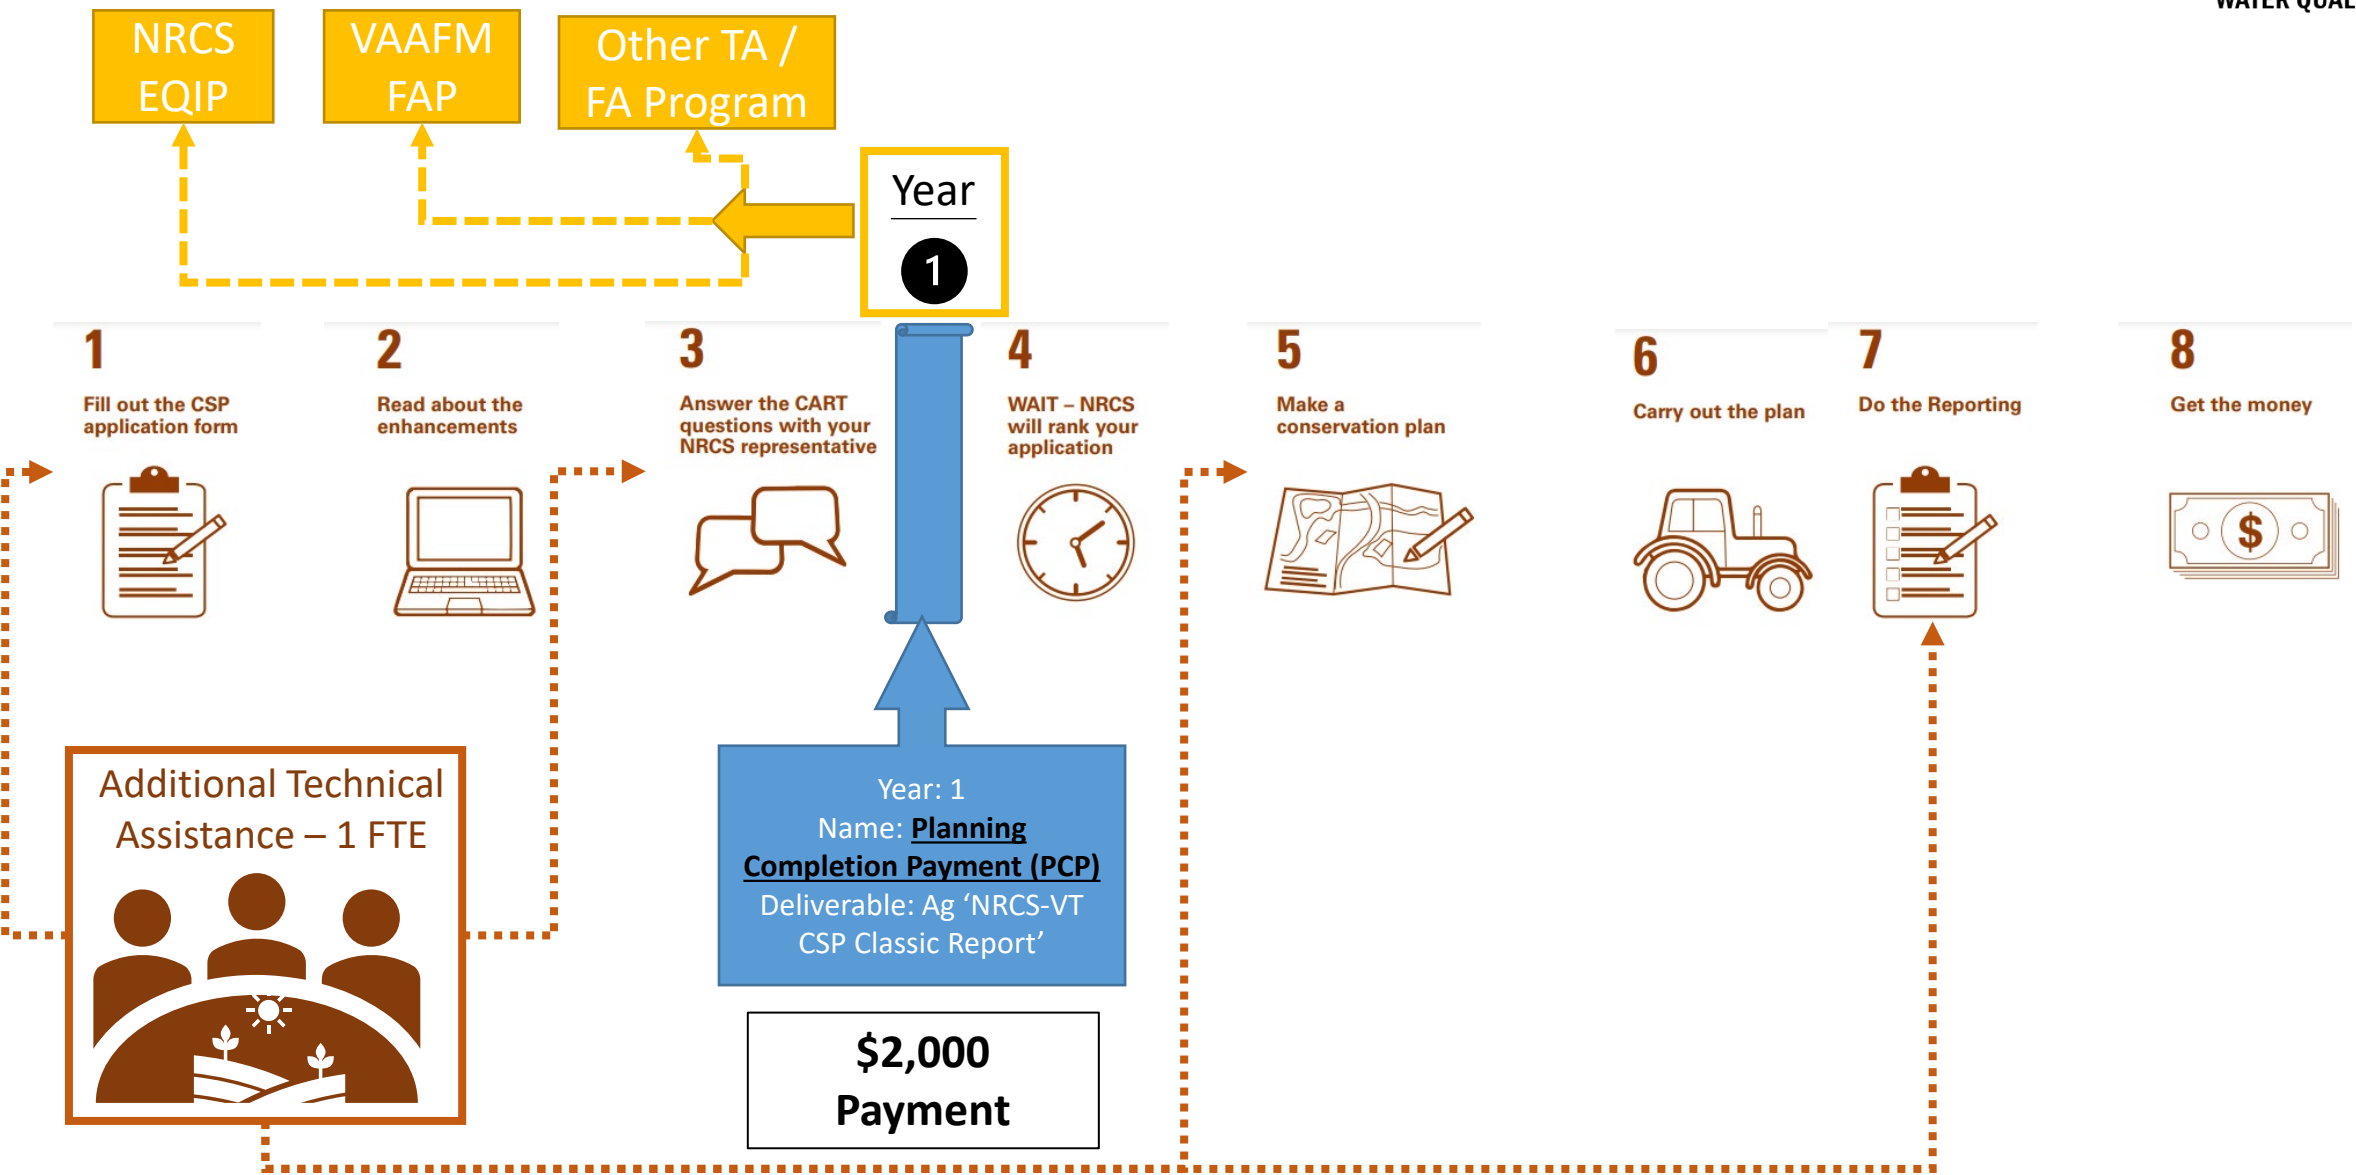 WATER QUAL
NRCS
EQIP
VAAFM
FAP
Other TA /
FA Program
Year
1
1
Fill out the CSP
application form
2
Read about the
enhancements
3
Answer the CART
questions with your
NRCS representative
4
WAIT – NRCS
will rank your
application
5
Make a
conservation plan
6
Carry out the plan
7
Do the Reporting
8
Get the money
$
Additional Technical
Assistance – 1 FTE
Year: 1
Name: Planning
Completion Payment (PCP)
Deliverable: Ag ‘NRCS-VT
CSP Classic Report’
$2,000
Payment